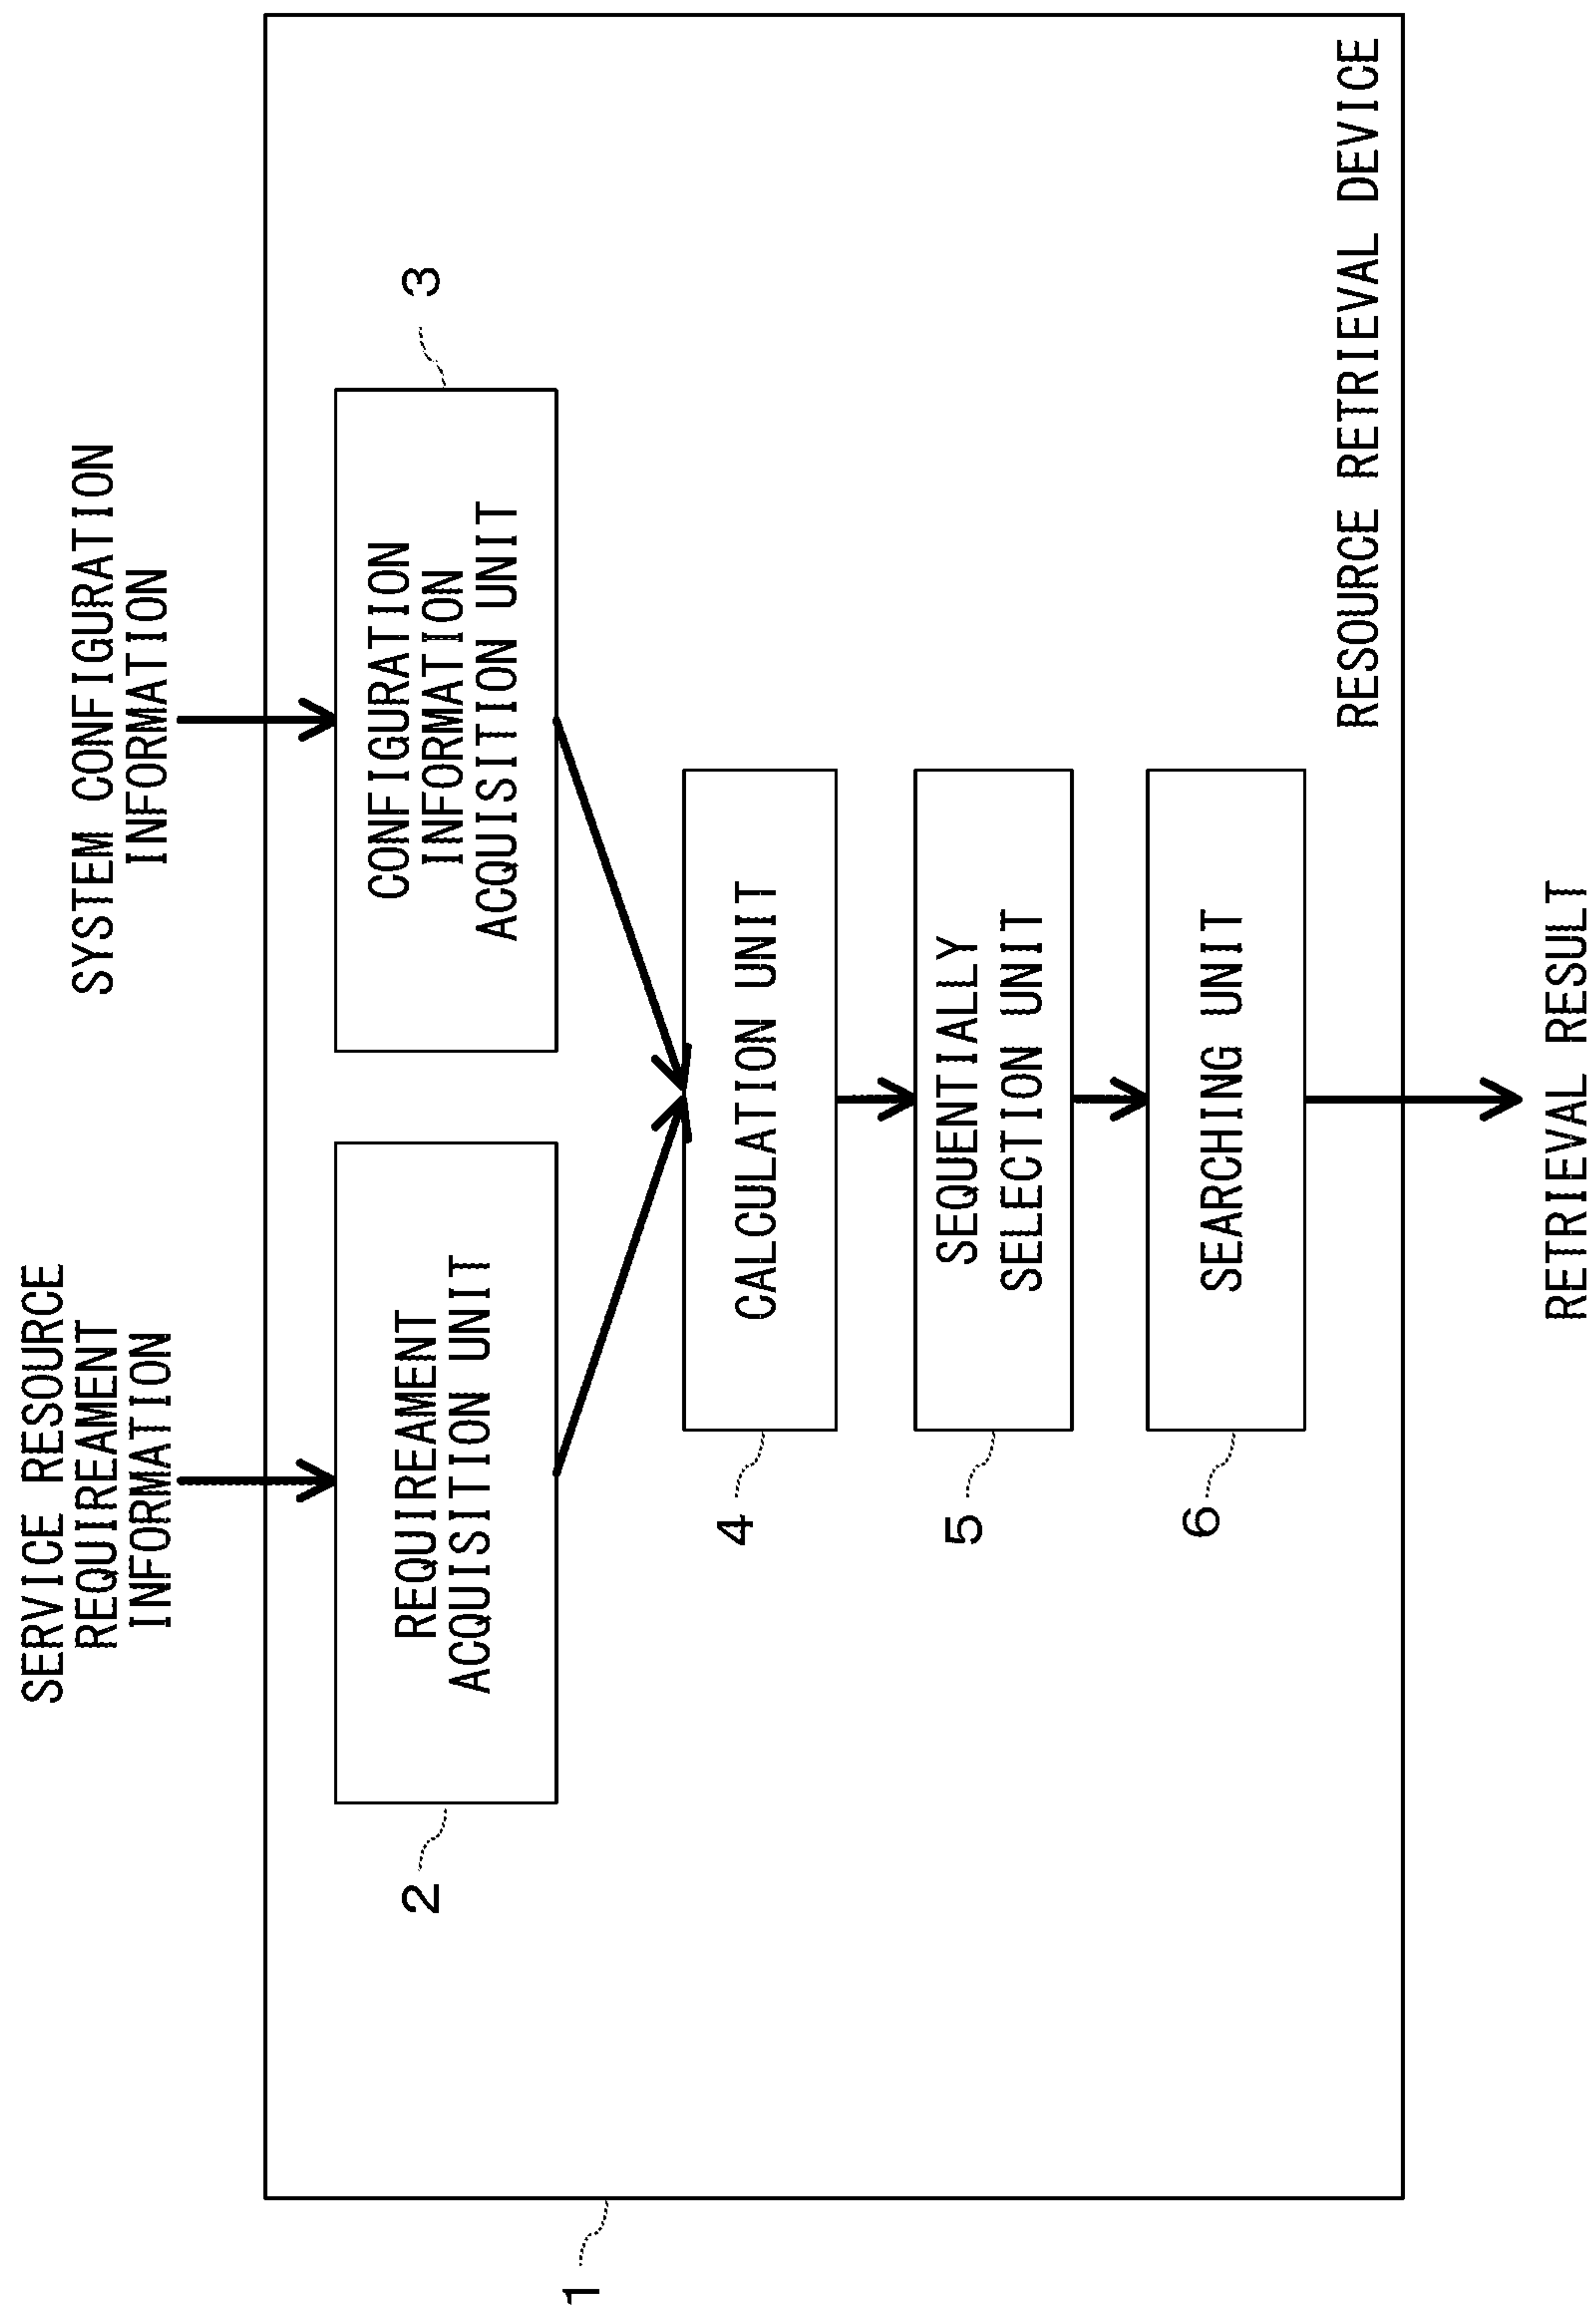 SERVICE RESOURCE
REQUIREAMENT
INFORMATION
SYSTEM CONFIGURATION
INFORMATION
2
REQUIREAMENT
ACQUISITION UNIT
CONFIGURATION
INFORMATION
ACQUISITION UNIT
3
1
4
CALCULATION UNIT
5
SEQUENTIALLY
SELECTION UNIT
6
SEARCHING UNIT
RESOURCE RETRIEVAL DEVICE
RETRIEVAL RESULT